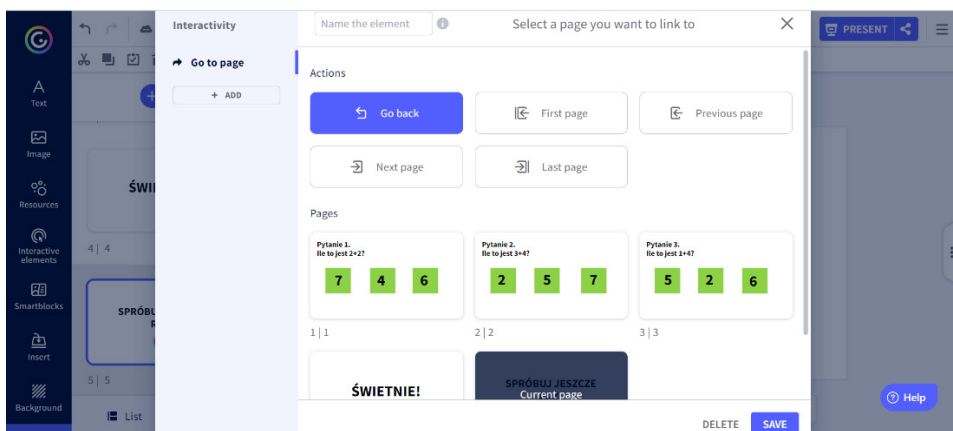 Interactivity
Go to page
+ ADD
Name the element
Select a page you want to link to
PRESENT
Text
Image
Resources
Interactive elements
Smartblocks
Insert
Background
ŚWI
4 | 4
SPRÓBU
5 | 5
List
Actions
Go back
First page
Previous page
Next page
Last page
Pages
Pytanie 1.
Ile to jest 2+2?
7 4 6
1 | 1
Pytanie 2.
Ile to jest 3+4?
2 5 7
2 | 2
Pytanie 3.
Ile to jest 1+4?
5 2 6
3 | 3
ŚWIETNIE!
SPRÓBUJ JESZCZE
Current page
Help
DELETE
SAVE